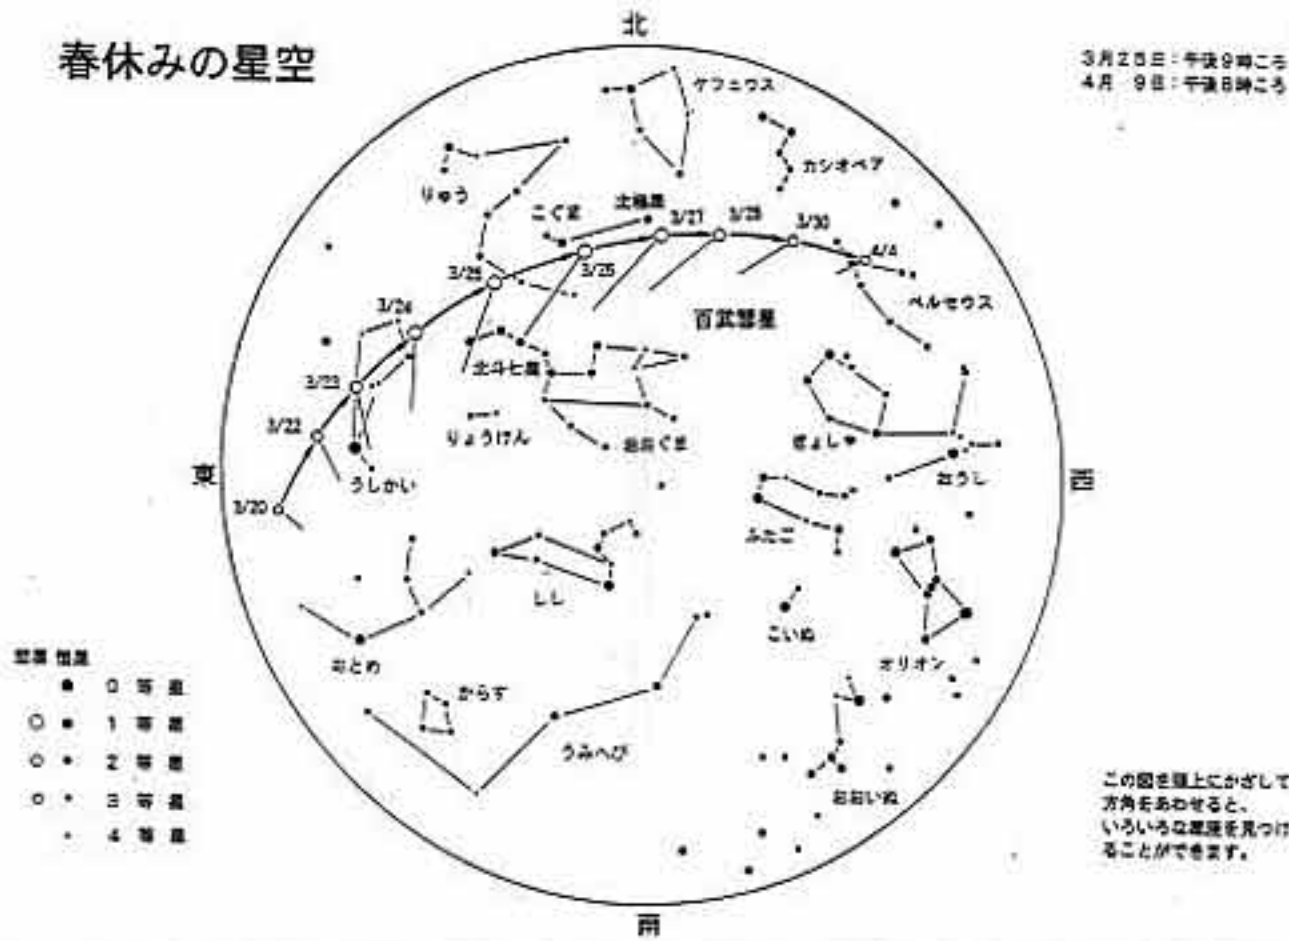 北
春休みの星空
3月25日:午後9時ころ
4月 9日:午後8時ころ
ケフェウス
カシオペア
りゅう
こぐま
北極星
3/27
3/28
3/30
4/4
3/25
3/26
ペルセウス
3/24
百武彗星
北斗七星
3/23
3/22
りょうけん
おおぐま
ぎょしゃ
東
うしかい
おうし
西
3/20
ふたご
しし
こいぬ
オリオン
おとめ
からす
うみへび
おおいぬ
彗星 恒星
0 等 星
1 等 星
2 等 星
3 等 星
4 等 星
この図を頭上にかざして
方角をあわせると、
いろいろな星座を見つけ
ることができます。
南